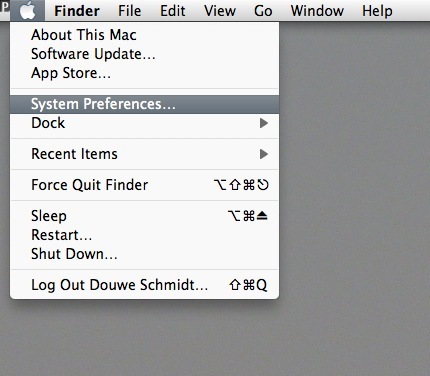 Finder File Edit View Go Window Help
About This Mac
Software Update...
App Store...
System Preferences...
Dock
Recent Items
Force Quit Finder ⌥⇧⌘⎋
Sleep ⌥⌘⏏
Restart...
Shut Down...
Log Out Douwe Schmidt... ⇧⌘Q